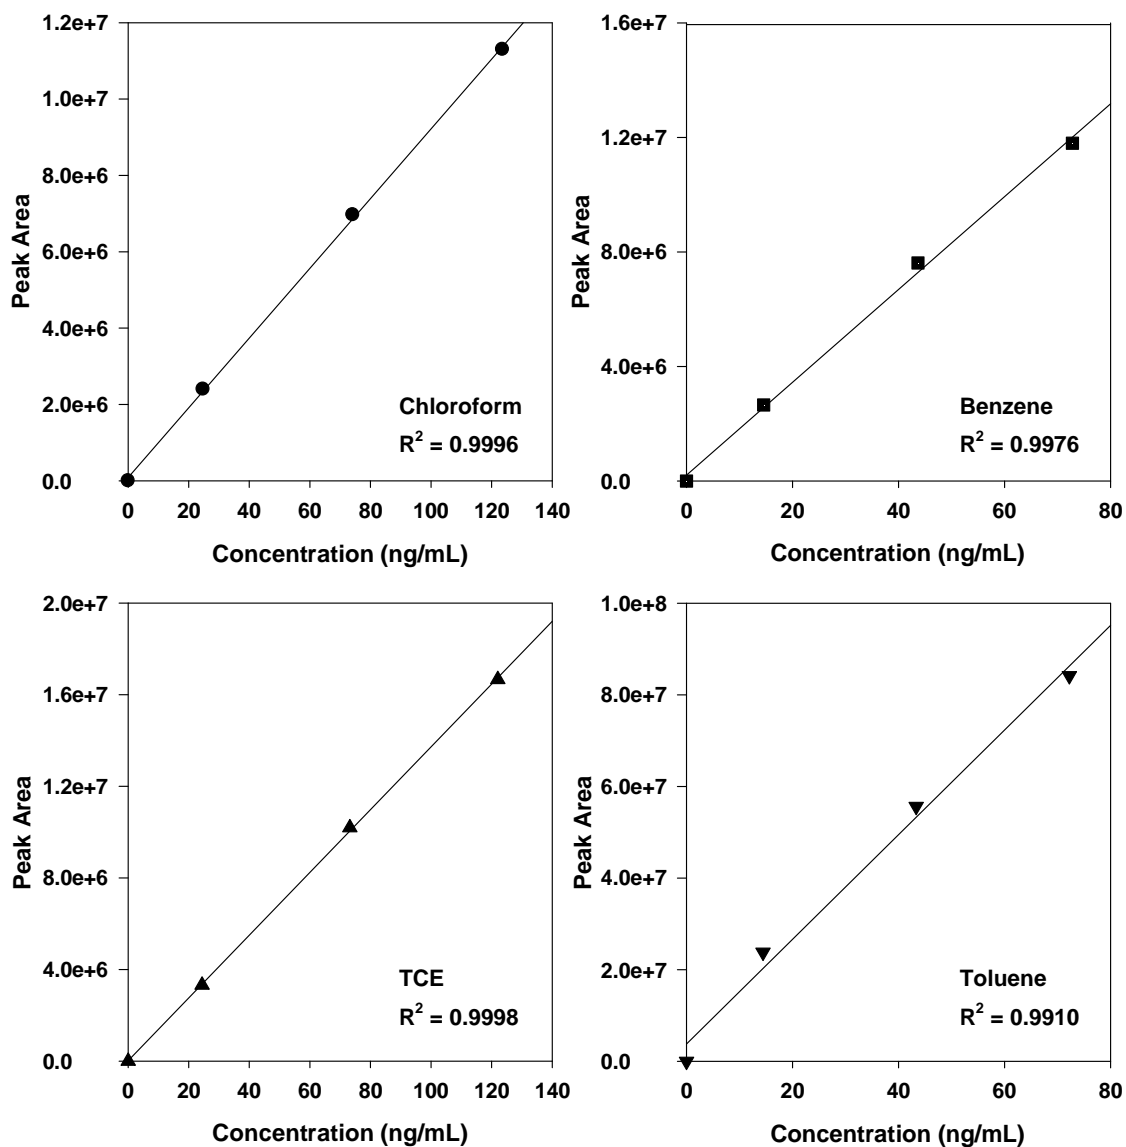 1.2e+7
1.0e+7
8.0e+6
6.0e+6
4.0e+6
2.0e+6
0.0
Peak Area
Chloroform
R² = 0.9996
0 20 40 60 80 100 120 140
Concentration (ng/mL)
1.6e+7
1.2e+7
8.0e+6
4.0e+6
0.0
Peak Area
Benzene
R² = 0.9976
0 20 40 60 80
Concentration (ng/mL)
2.0e+7
1.6e+7
1.2e+7
8.0e+6
4.0e+6
0.0
Peak Area
TCE
R² = 0.9998
0 20 40 60 80 100 120 140
Concentration (ng/mL)
1.0e+8
8.0e+7
6.0e+7
4.0e+7
2.0e+7
0.0
Peak Area
Toluene
R² = 0.9910
0 20 40 60 80
Concentration (ng/mL)